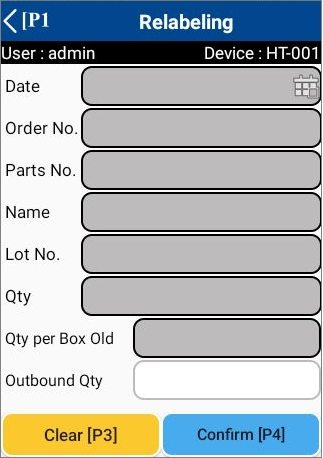 [P1 Relabeling
User : admin Device : HT-001
Date
Order No.
Parts No.
Name
Lot No.
Qty
Qty per Box Old
Outbound Qty
Clear [P3] Confirm [P4]